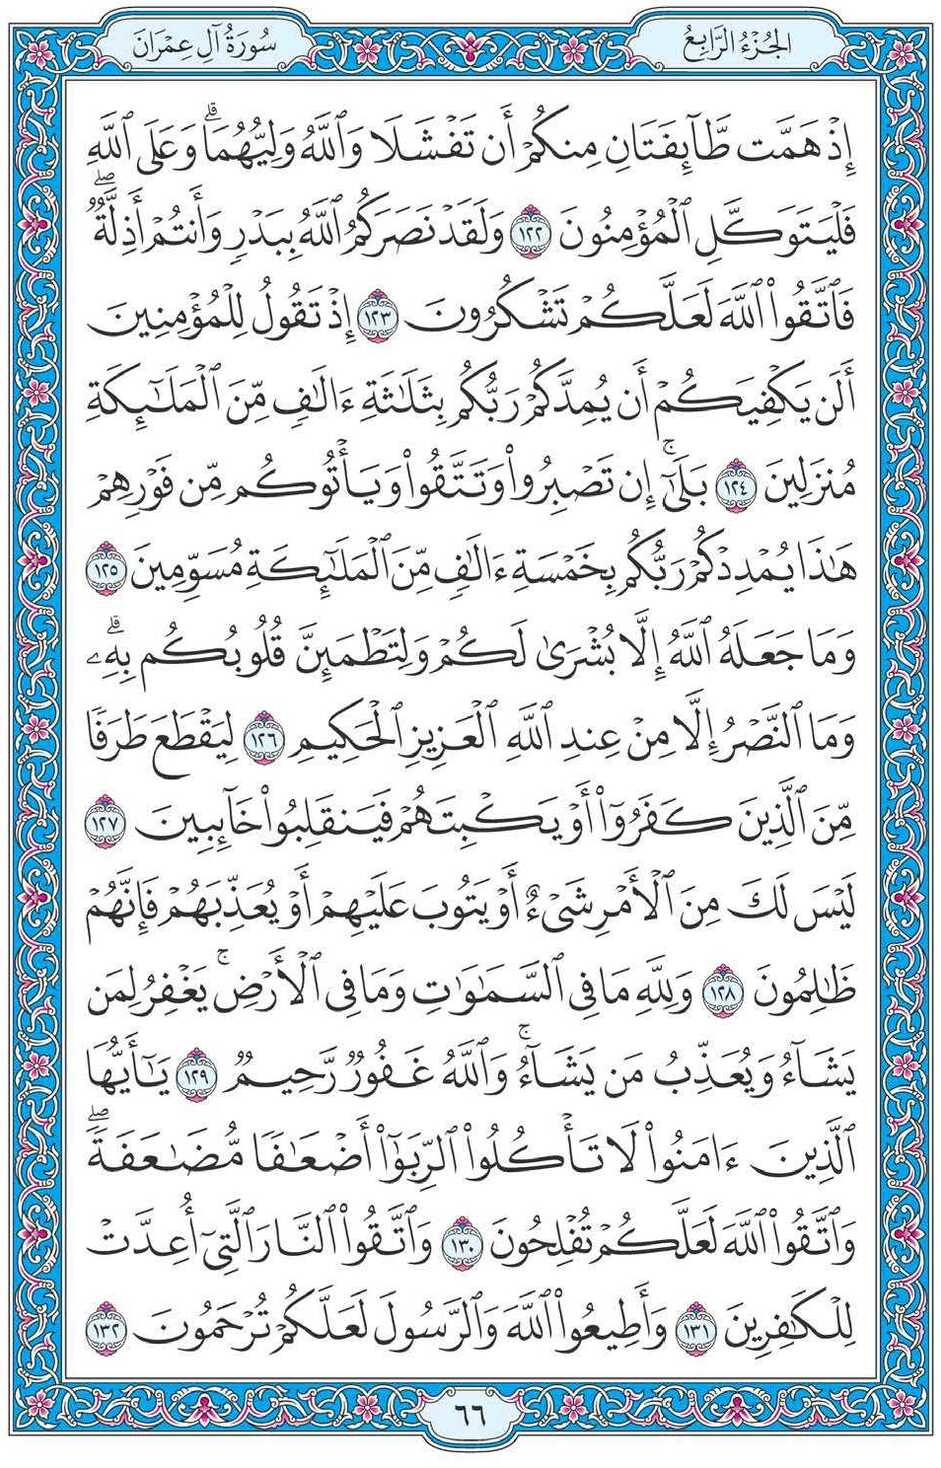 الجُزْءُ الرَّابِعُ
سُورَةُ آلِ عِمْرَانَ
إِذْ هَمَّت طَّآئِفَتَانِ مِنكُمْ أَن تَفْشَلَا وَٱللَّهُ وَلِيُّهُمَاۗ وَعَلَى ٱللَّهِ
فَلْيَتَوَكَّلِ ٱلْمُؤْمِنُونَ ١٢٢ وَلَقَدْ نَصَرَكُمُ ٱللَّهُ بِبَدْرٍ وَأَنتُمْ أَذِلَّةٌۖ
فَٱتَّقُوا۟ ٱللَّهَ لَعَلَّكُمْ تَشْكُرُونَ ١٢٣ إِذْ تَقُولُ لِلْمُؤْمِنِينَ
أَلَن يَكْفِيَكُمْ أَن يُمِدَّكُمْ رَبُّكُم بِثَلَٰثَةِ ءَالَٰفٍ مِّنَ ٱلْمَلَٰٓئِكَةِ
مُنزَلِينَ ١٢٤ بَلَىٰٓۚ إِن تَصْبِرُوا۟ وَتَتَّقُوا۟ وَيَأْتُوكُم مِّن فَوْرِهِمْ
هَٰذَا يُمْدِدْكُمْ رَبُّكُم بِخَمْسَةِ ءَالَٰفٍ مِّنَ ٱلْمَلَٰٓئِكَةِ مُسَوِّمِينَ ١٢٥
وَمَا جَعَلَهُ ٱللَّهُ إِلَّا بُشْرَىٰ لَكُمْ وَلِتَطْمَئِنَّ قُلُوبُكُم بِهِۦۗ
وَمَا ٱلنَّصْرُ إِلَّا مِنْ عِندِ ٱللَّهِ ٱلْعَزِيزِ ٱلْحَكِيمِ ١٢٦ لِيَقْطَعَ طَرَفًا
مِّنَ ٱلَّذِينَ كَفَرُوٓا۟ أَوْ يَكْبِتَهُمْ فَيَنقَلِبُوا۟ خَآئِبِينَ ١٢٧
لَيْسَ لَكَ مِنَ ٱلْأَمْرِ شَىْءٌ أَوْ يَتُوبَ عَلَيْهِمْ أَوْ يُعَذِّبَهُمْ فَإِنَّهُمْ
ظَٰلِمُونَ ١٢٨ وَلِلَّهِ مَا فِى ٱلسَّمَٰوَٰتِ وَمَا فِى ٱلْأَرْضِۚ يَغْفِرُ لِمَن
يَشَآءُ وَيُعَذِّبُ مَن يَشَآءُۚ وَٱللَّهُ غَفُورٌ رَّحِيمٌ ١٢٩ يَٰٓأَيُّهَا
ٱلَّذِينَ ءَامَنُوا۟ لَا تَأْكُلُوا۟ ٱلرِّبَوٰٓا۟ أَضْعَٰفًا مُّضَٰعَفَةًۖ
وَٱتَّقُوا۟ ٱللَّهَ لَعَلَّكُمْ تُفْلِحُونَ ١٣٠ وَٱتَّقُوا۟ ٱلنَّارَ ٱلَّتِىٓ أُعِدَّتْ
لِلْكَٰفِرِينَ ١٣١ وَأَطِيعُوا۟ ٱللَّهَ وَٱلرَّسُولَ لَعَلَّكُمْ تُرْحَمُونَ ١٣٢
٦٦